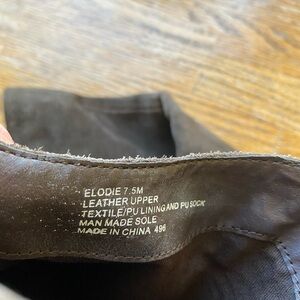 ELODIE 7.5M
LEATHER UPPER
TEXTILE/PU LINING AND PU SOCK
MAN MADE SOLE
MADE IN CHINA 496